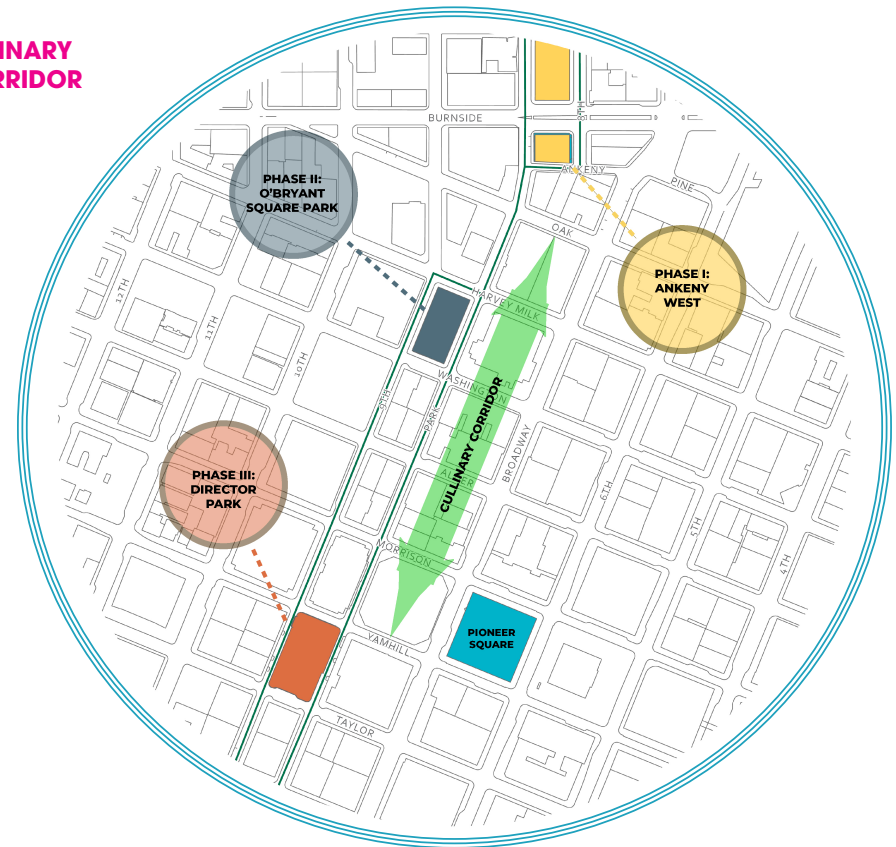 INARY
RRIDOR
BURNSIDE
8TH
ANKENY
PINE
PHASE II:
O'BRYANT
SQUARE PARK
OAK
PHASE I:
ANKENY
WEST
HARVEY MILK
12TH
11TH
10TH
9TH
WASHINGTON
PARK
CULLINARY CORRIDOR
BROADWAY
ALDER
6TH
5TH
4TH
PHASE III:
DIRECTOR
PARK
MORRISON
YAMHILL
PIONEER
SQUARE
TAYLOR